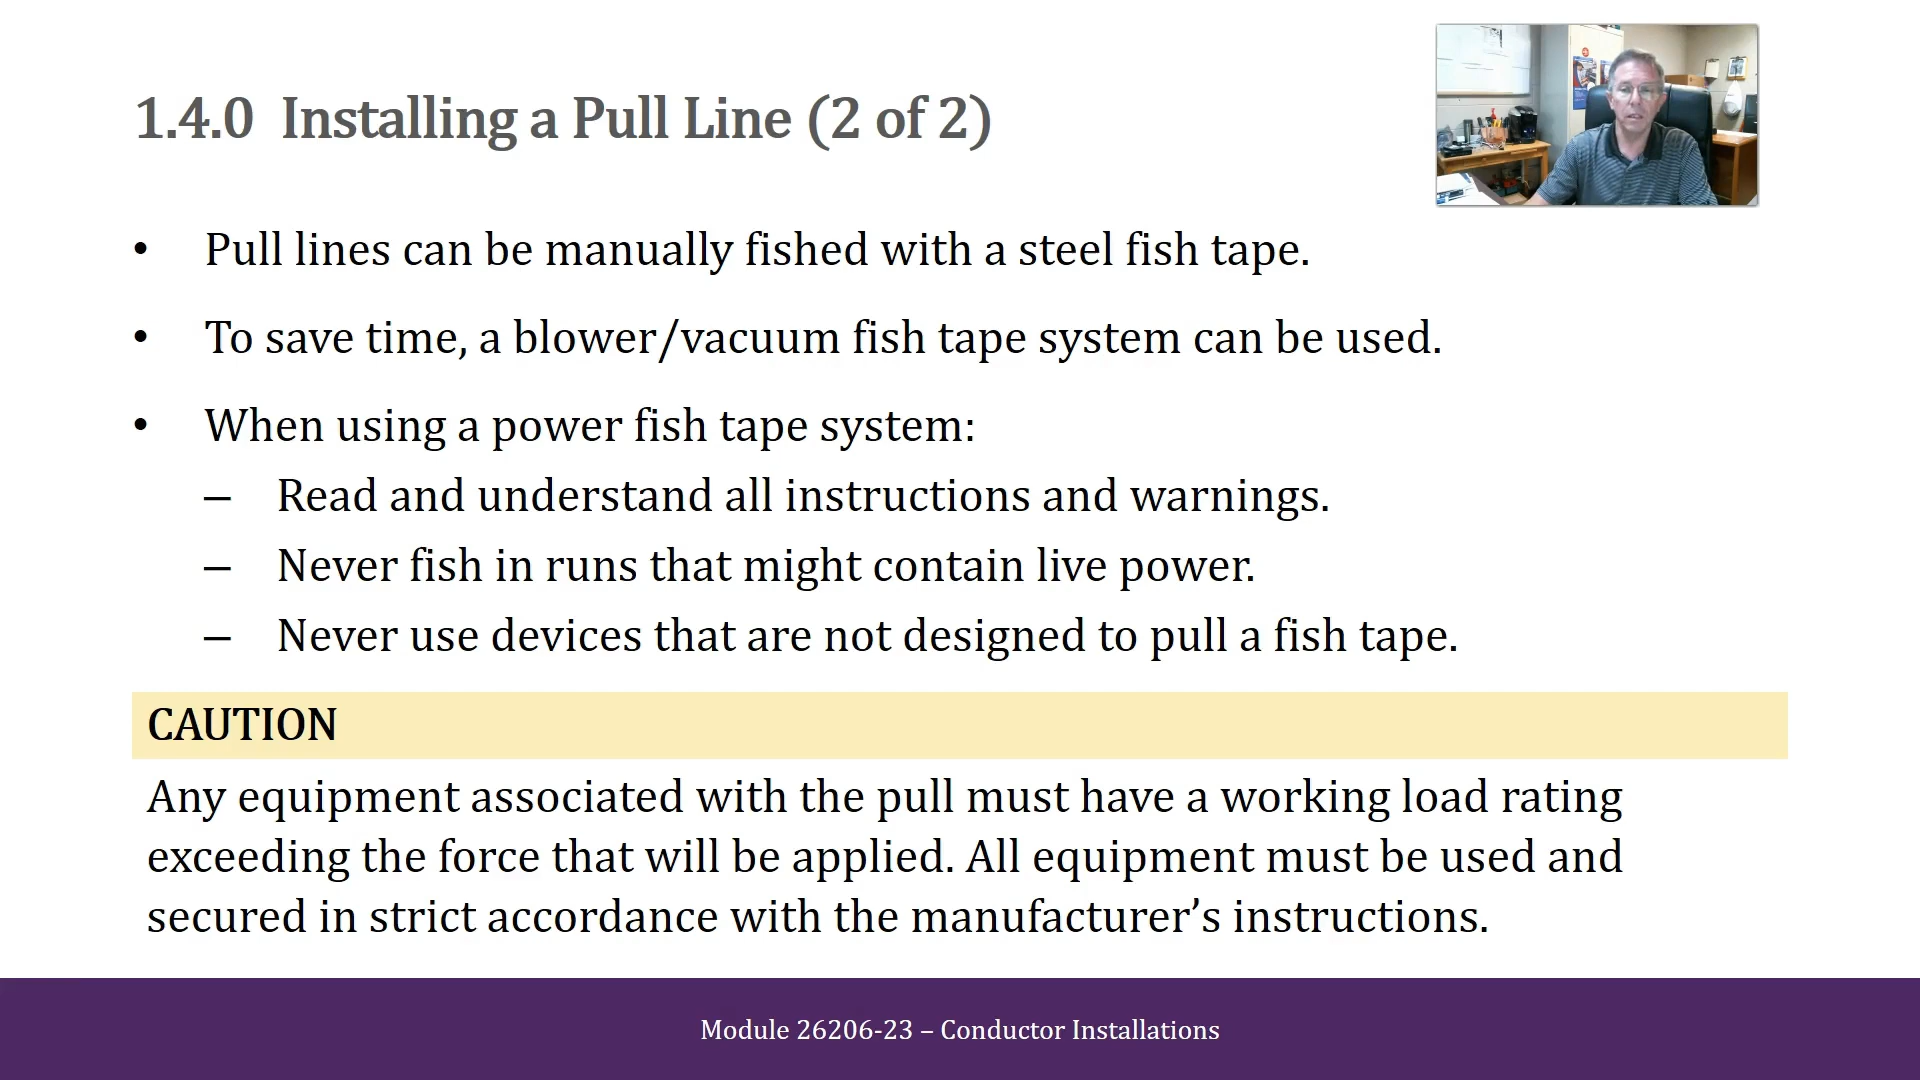 1.4.0 Installing a Pull Line (2 of 2)
• Pull lines can be manually fished with a steel fish tape.
• To save time, a blower/vacuum fish tape system can be used.
• When using a power fish tape system:
– Read and understand all instructions and warnings.
– Never fish in runs that might contain live power.
– Never use devices that are not designed to pull a fish tape.
CAUTION
Any equipment associated with the pull must have a working load rating
exceeding the force that will be applied. All equipment must be used and
secured in strict accordance with the manufacturer’s instructions.
Module 26206-23 – Conductor Installations